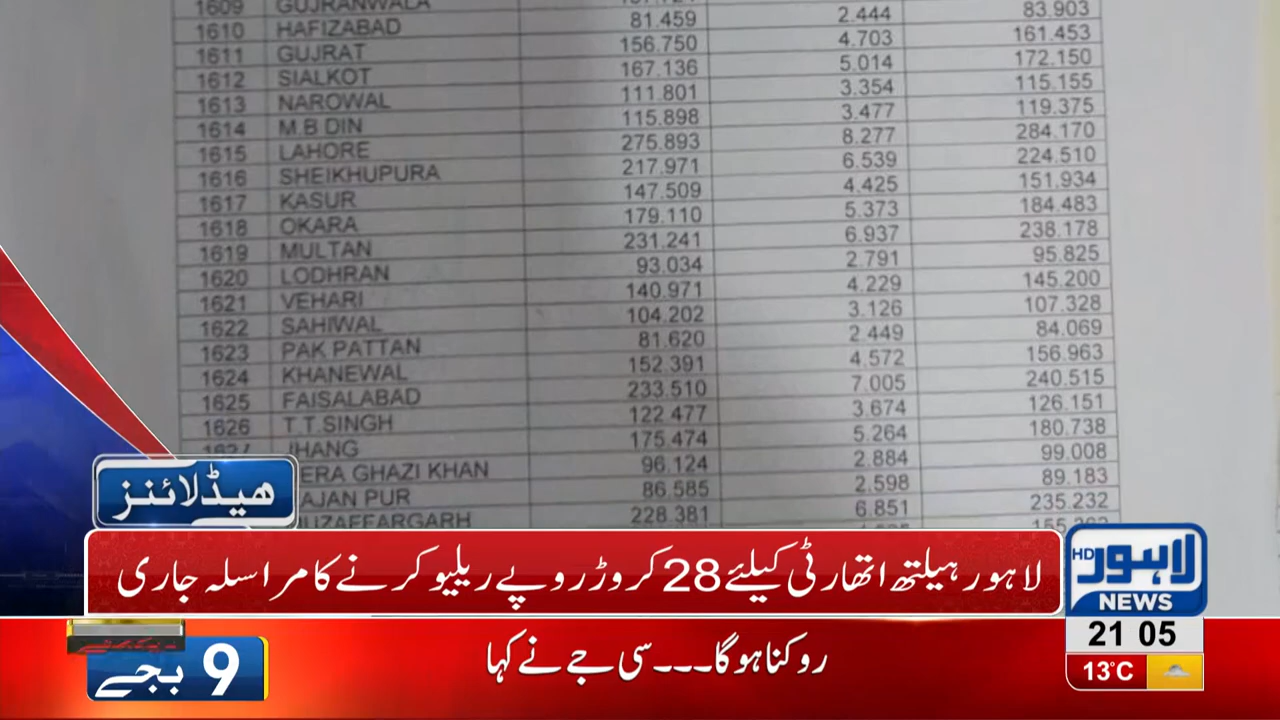 1609 GUJRANWALA
1610 HAFIZABAD 81.459 2.444 83.903
1611 GUJRAT 156.750 4.703 161.453
1612 SIALKOT 167.136 5.014 172.150
1613 NAROWAL 111.801 3.354 115.155
1614 M.B DIN 115.898 3.477 119.375
1615 LAHORE 275.893 8.277 284.170
1616 SHEIKHUPURA 217.971 6.539 224.510
1617 KASUR 147.509 4.425 151.934
1618 OKARA 179.110 5.373 184.483
1619 MULTAN 231.241 6.937 238.178
1620 LODHRAN 93.034 2.791 95.825
1621 VEHARI 140.971 4.229 145.200
1622 SAHIWAL 104.202 3.126 107.328
1623 PAK PATTAN 81.620 2.449 84.069
1624 KHANEWAL 152.391 4.572 156.963
1625 FAISALABAD 233.510 7.005 240.515
1626 T.T.SINGH 122.477 3.674 126.151
JHANG 175.474 5.264 180.738
ERA GHAZI KHAN 96.124 2.884 99.008
AJAN PUR 86.585 2.598 89.183
UZAFFARGARH 228.381 6.851 235.232
ہیڈلائنز
لاہور ہیلتھ اتھارٹی کیلئے 28 کروڑ روپے ریلیو کرنے کا مراسلہ جاری
لاہور HD
NEWS
21 05
13°C
9 بجے
روکنا ہوگا۔۔۔سی جے نے کہا